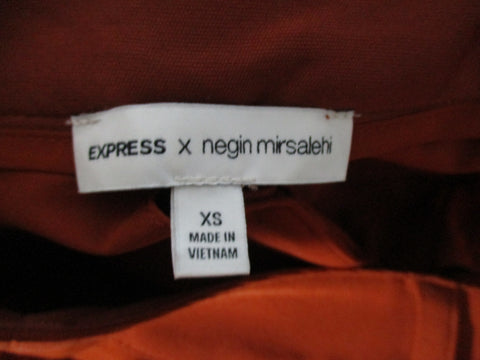 EXPRESS x negin mirsalehi
XS
MADE IN
VIETNAM